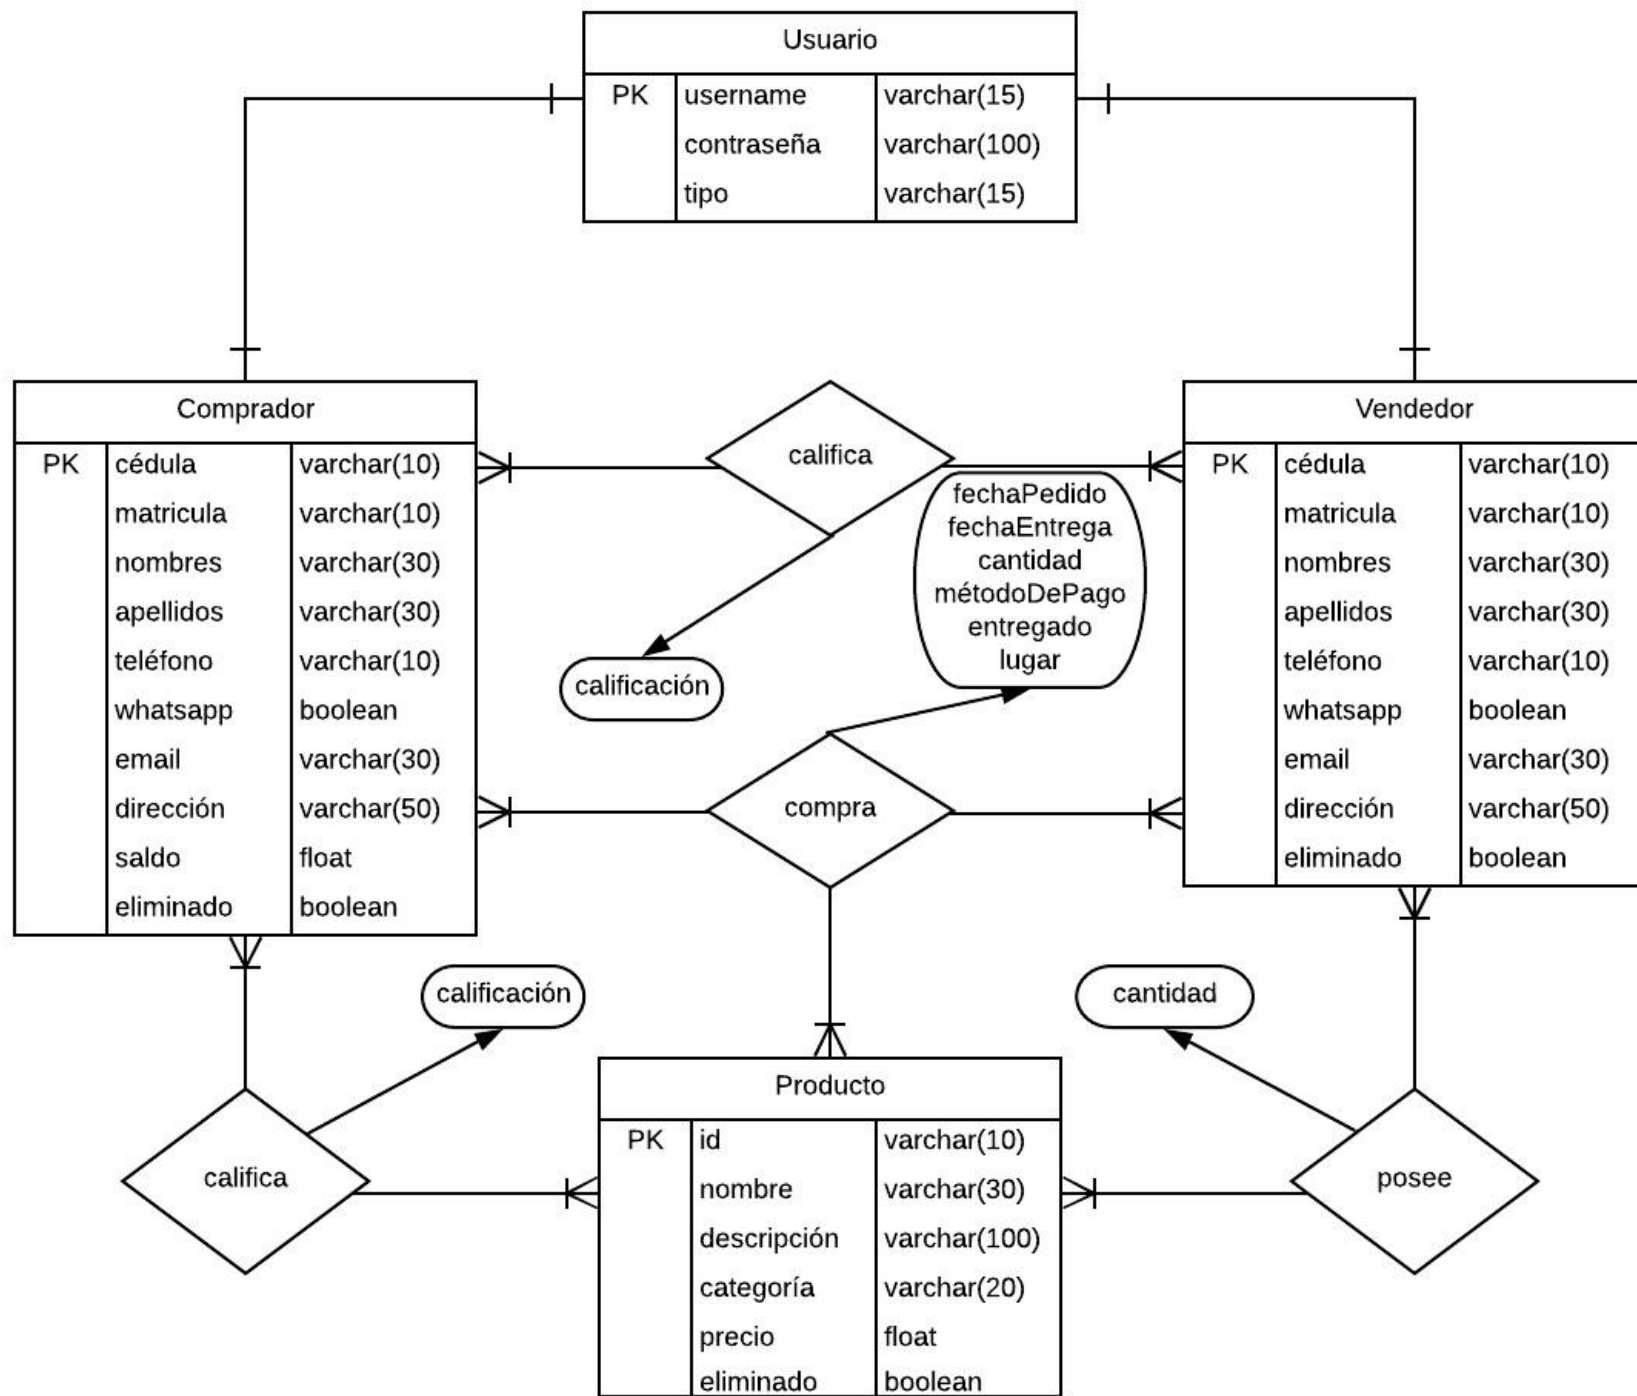 Usuario
PK username varchar(15)
contraseña varchar(100)
tipo varchar(15)
Comprador
PK cédula varchar(10)
matricula varchar(10)
nombres varchar(30)
apellidos varchar(30)
teléfono varchar(10)
whatsapp boolean
email varchar(30)
dirección varchar(50)
saldo float
eliminado boolean
califica
calificación
fechaPedido
fechaEntrega
cantidad
métodoDePago
entregado
lugar
compra
Vendedor
PK cédula varchar(10)
matricula varchar(10)
nombres varchar(30)
apellidos varchar(30)
teléfono varchar(10)
whatsapp boolean
email varchar(30)
dirección varchar(50)
eliminado boolean
calificación
cantidad
califica
Producto
PK id varchar(10)
nombre varchar(30)
descripción varchar(100)
categoría varchar(20)
precio float
eliminado boolean
posee